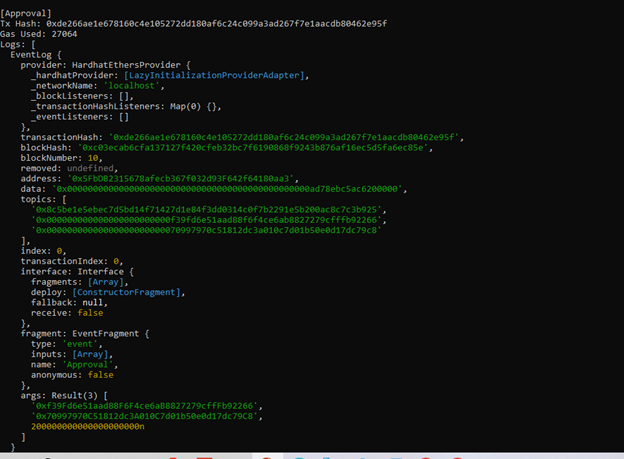 [Approval]
Tx Hash: 0xde266ae1e678160c4e105272dd180af6c24c099a3ad267f7e1aacdb80462e95f
Gas Used: 27064
Logs: [
EventLog {
provider: HardhatEthersProvider {
_hardhatProvider: [LazyInitializationProviderAdapter],
_networkName: 'localhost',
_blockListeners: [],
_transactionHashListeners: Map(0) {},
_eventListeners: []
},
transactionHash: '0xde266ae1e678160c4e105272dd180af6c24c099a3ad267f7e1aacdb80462e95f',
blockHash: '0xc03ecab6cfa137127f420cfeb32bc7f6190868f9243b876af16ec5d5fa6ec85e',
blockNumber: 10,
removed: undefined,
address: '0x5FbDB2315678afecb367f032d93F642f64180aa3',
data: '0x00000000000000000000000000000000000000000000000ad78ebc5ac6200000',
topics: [
'0x8c5be1e5ebec7d5bd14f71427d1e84f3dd0314c0f7b2291e5b200ac8c7c3b925',
'0x000000000000000000000000f39fd6e51aad88f6f4ce6ab8827279cfffb92266',
'0x00000000000000000000000070997970c51812dc3a010c7d01b50e0d17dc79c8'
],
index: 0,
transactionIndex: 0,
interface: Interface {
fragments: [Array],
deploy: [ConstructorFragment],
fallback: null,
receive: false
},
fragment: EventFragment {
type: 'event',
inputs: [Array],
name: 'Approval',
anonymous: false
},
args: Result(3) [
'0xf39Fd6e51aad88F6F4ce6aB8827279cffFb92266',
'0x70997970C51812dc3A010C7d01b50e0d17dc79C8',
200000000000000000000n
]
}